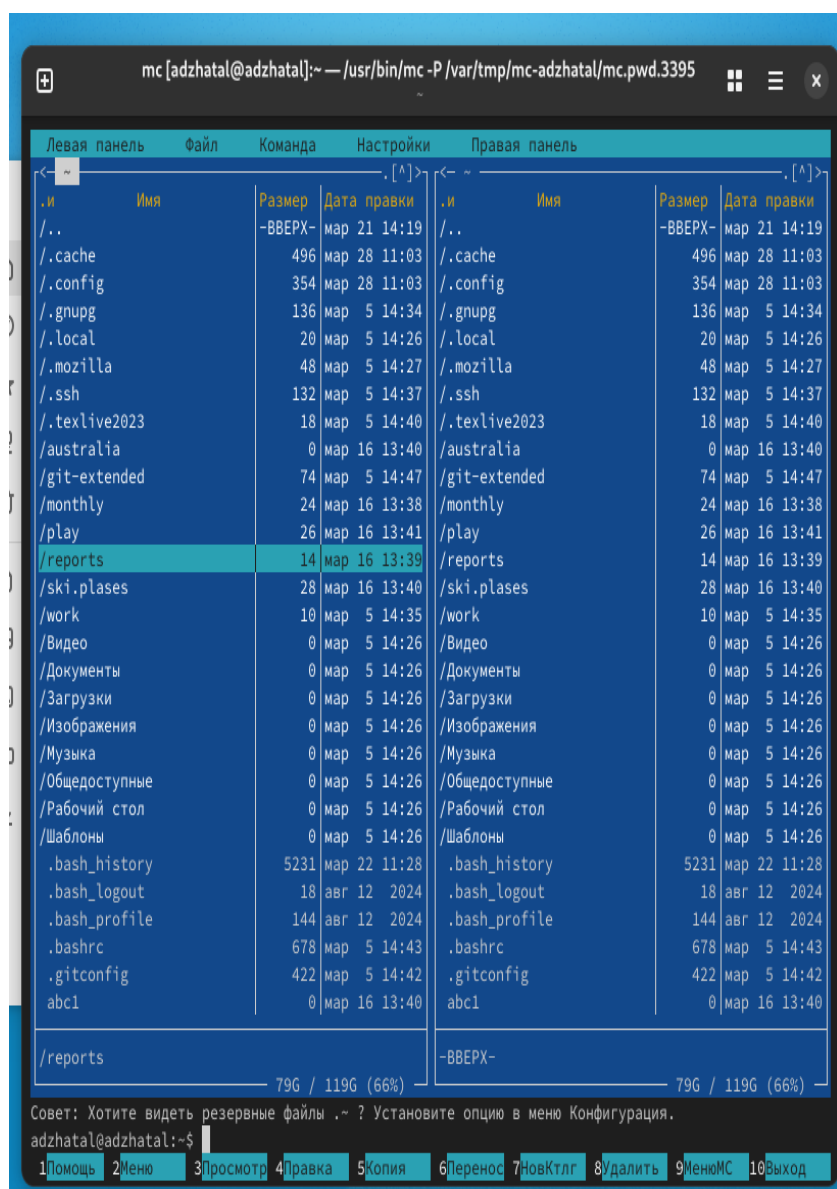 mc [adzhatal@adzhatal]:~ — /usr/bin/mc -P /var/tmp/mc-adzhatal/mc.pwd.3395
~
Левая панель Файл Команда Настройки Правая панель
<- ~ .[^]> <- ~ .[^]>
.и Имя Размер Дата правки .и Имя Размер Дата правки
/.. -ВВЕРХ- мар 21 14:19 /.. -ВВЕРХ- мар 21 14:19
/.cache 496 мар 28 11:03 /.cache 496 мар 28 11:03
/.config 354 мар 28 11:03 /.config 354 мар 28 11:03
/.gnupg 136 мар 5 14:34 /.gnupg 136 мар 5 14:34
/.local 20 мар 5 14:26 /.local 20 мар 5 14:26
/.mozilla 48 мар 5 14:27 /.mozilla 48 мар 5 14:27
/.ssh 132 мар 5 14:37 /.ssh 132 мар 5 14:37
/.texlive2023 18 мар 5 14:40 /.texlive2023 18 мар 5 14:40
/australia 0 мар 16 13:40 /australia 0 мар 16 13:40
/git-extended 74 мар 5 14:47 /git-extended 74 мар 5 14:47
/monthly 24 мар 16 13:38 /monthly 24 мар 16 13:38
/play 26 мар 16 13:41 /play 26 мар 16 13:41
/reports 14 мар 16 13:39 /reports 14 мар 16 13:39
/ski.plases 28 мар 16 13:40 /ski.plases 28 мар 16 13:40
/work 10 мар 5 14:35 /work 10 мар 5 14:35
/Видео 0 мар 5 14:26 /Видео 0 мар 5 14:26
/Документы 0 мар 5 14:26 /Документы 0 мар 5 14:26
/Загрузки 0 мар 5 14:26 /Загрузки 0 мар 5 14:26
/Изображения 0 мар 5 14:26 /Изображения 0 мар 5 14:26
/Музыка 0 мар 5 14:26 /Музыка 0 мар 5 14:26
/Общедоступные 0 мар 5 14:26 /Общедоступные 0 мар 5 14:26
/Рабочий стол 0 мар 5 14:26 /Рабочий стол 0 мар 5 14:26
/Шаблоны 0 мар 5 14:26 /Шаблоны 0 мар 5 14:26
.bash_history 5231 мар 22 11:28 .bash_history 5231 мар 22 11:28
.bash_logout 18 авг 12 2024 .bash_logout 18 авг 12 2024
.bash_profile 144 авг 12 2024 .bash_profile 144 авг 12 2024
.bashrc 678 мар 5 14:43 .bashrc 678 мар 5 14:43
.gitconfig 422 мар 5 14:42 .gitconfig 422 мар 5 14:42
abc1 0 мар 16 13:40 abc1 0 мар 16 13:40
/reports -ВВЕРХ-
79G / 119G (66%) 79G / 119G (66%)
Совет: Хотите видеть резервные файлы .~ ? Установите опцию в меню Конфигурация.
adzhatal@adzhatal:~$
1Помощь 2Меню 3Просмотр 4Правка 5Копия 6Перенос 7НовКтлг 8Удалить 9МенюМС 10Выход